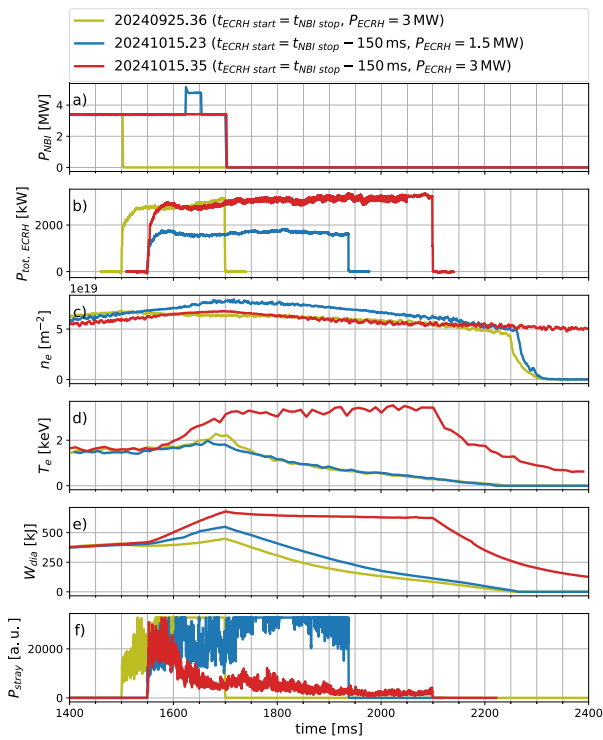 20240925.36 (t_ECRH start = t_NBI stop, P_ECRH = 3 MW)
20241015.23 (t_ECRH start = t_NBI stop − 150 ms, P_ECRH = 1.5 MW)
20241015.35 (t_ECRH start = t_NBI stop − 150 ms, P_ECRH = 3 MW)
a)
P_NBI [MW]
4
2
0
b)
P_tot, ECRH [kW]
2000
0
1e19
c)
n_e [m⁻²]
5
0
d)
T_e [keV]
2
0
e)
W_dia [kJ]
500
250
0
f)
P_stray [a. u.]
20000
0
1400 1600 1800 2000 2200 2400
time [ms]